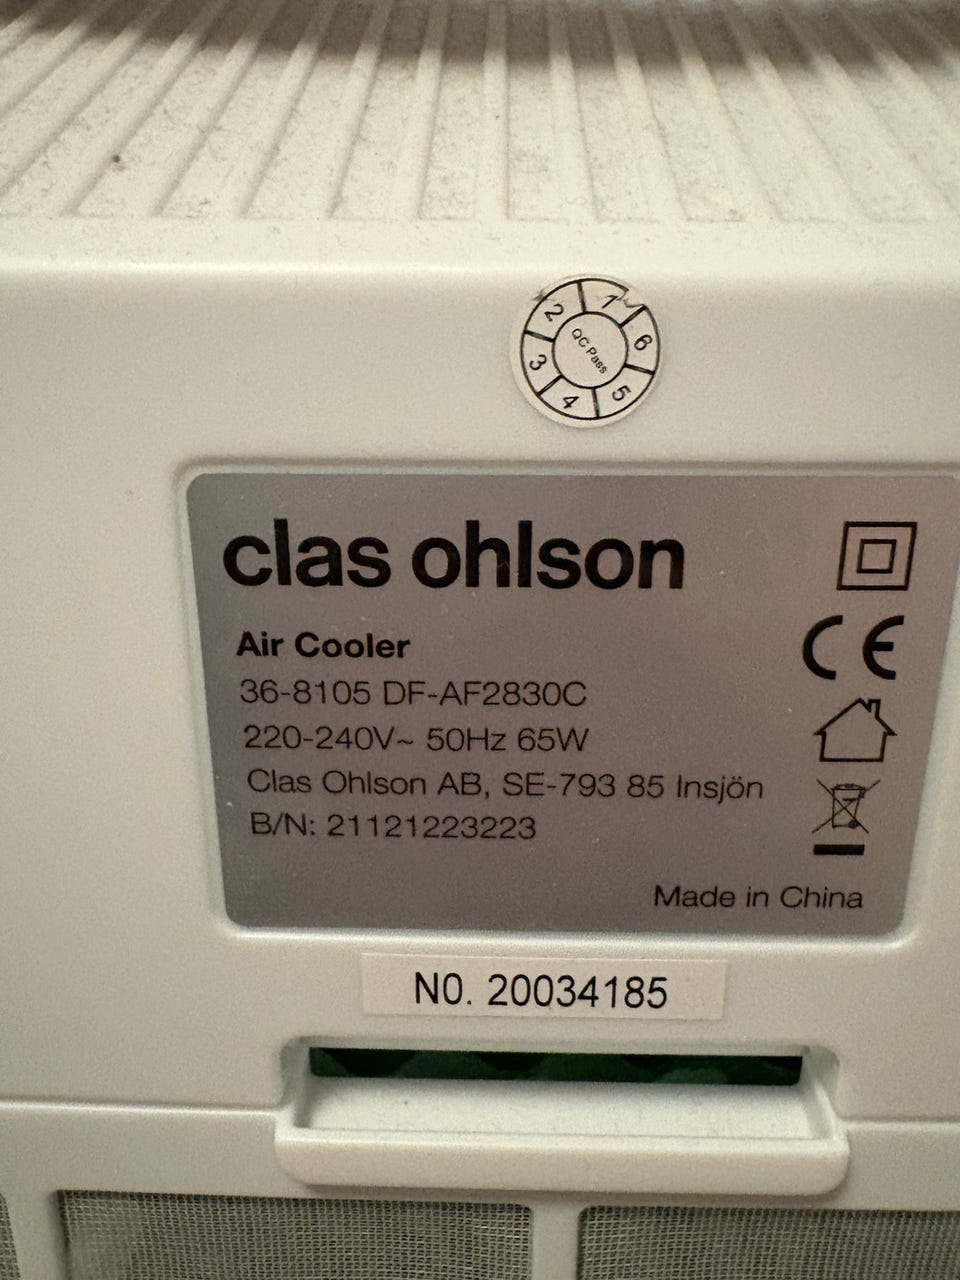 1
2
6
QC Pass
3
5
4
clas ohlson
Air Cooler
CE
36-8105 DF-AF2830C
220-240V~ 50Hz 65W
Clas Ohlson AB, SE-793 85 Insjön
B/N: 21121223223
Made in China
N0. 20034185